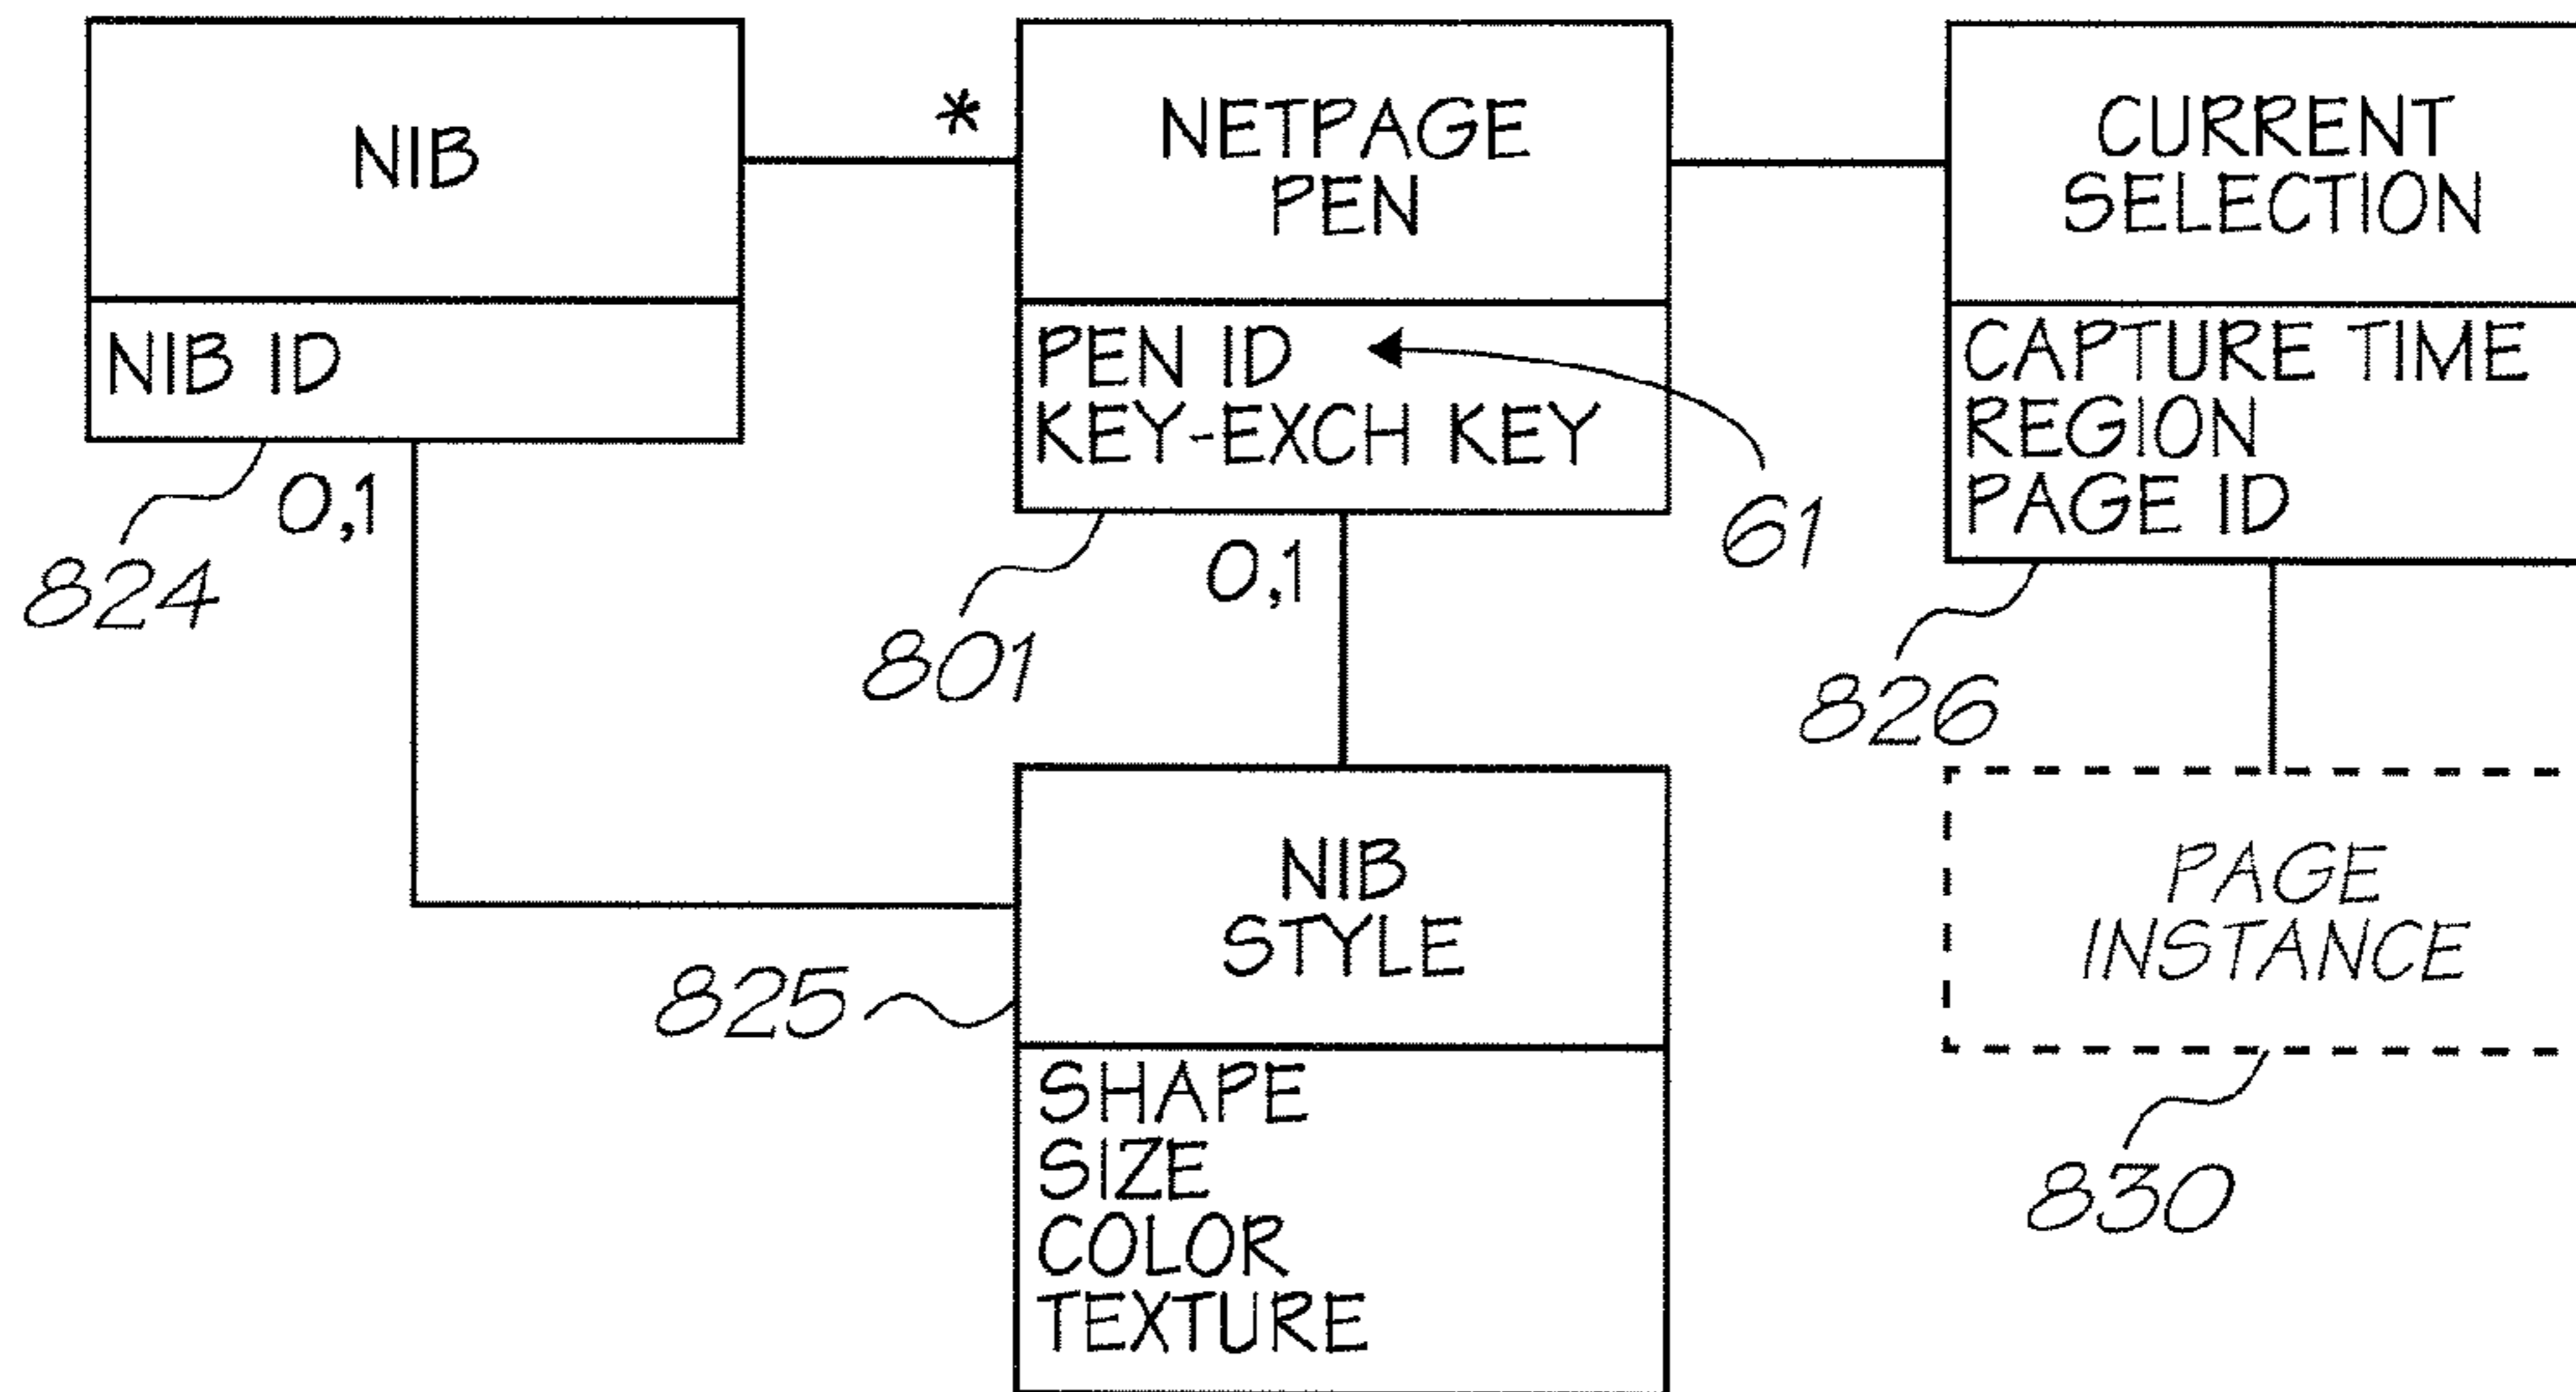 NIB
NIB ID
824
0,1
*
NETPAGE
PEN
PEN ID
KEY-EXCH KEY
61
801
0,1
CURRENT
SELECTION
CAPTURE TIME
REGION
PAGE ID
826
NIB
STYLE
825
SHAPE
SIZE
COLOR
TEXTURE
PAGE
INSTANCE
830